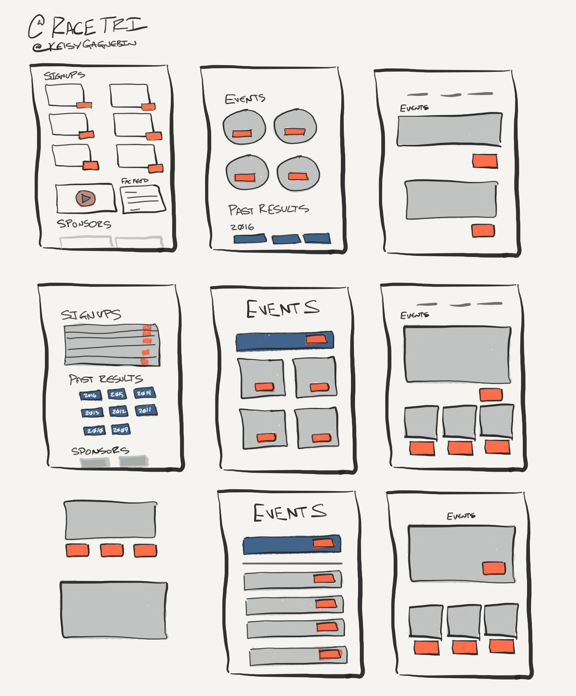 @RACETRI
@KEISYGAGNEBIN
SIGNUPS
SPONSORS
EVENTS
PAST RESULTS
2016
EVENTS
SIGNUPS
PAST RESULTS
2016 2015 2014
2013 2012 2011
2010 2009
SPONSORS
EVENTS
EVENTS
EVENTS
EVENTS